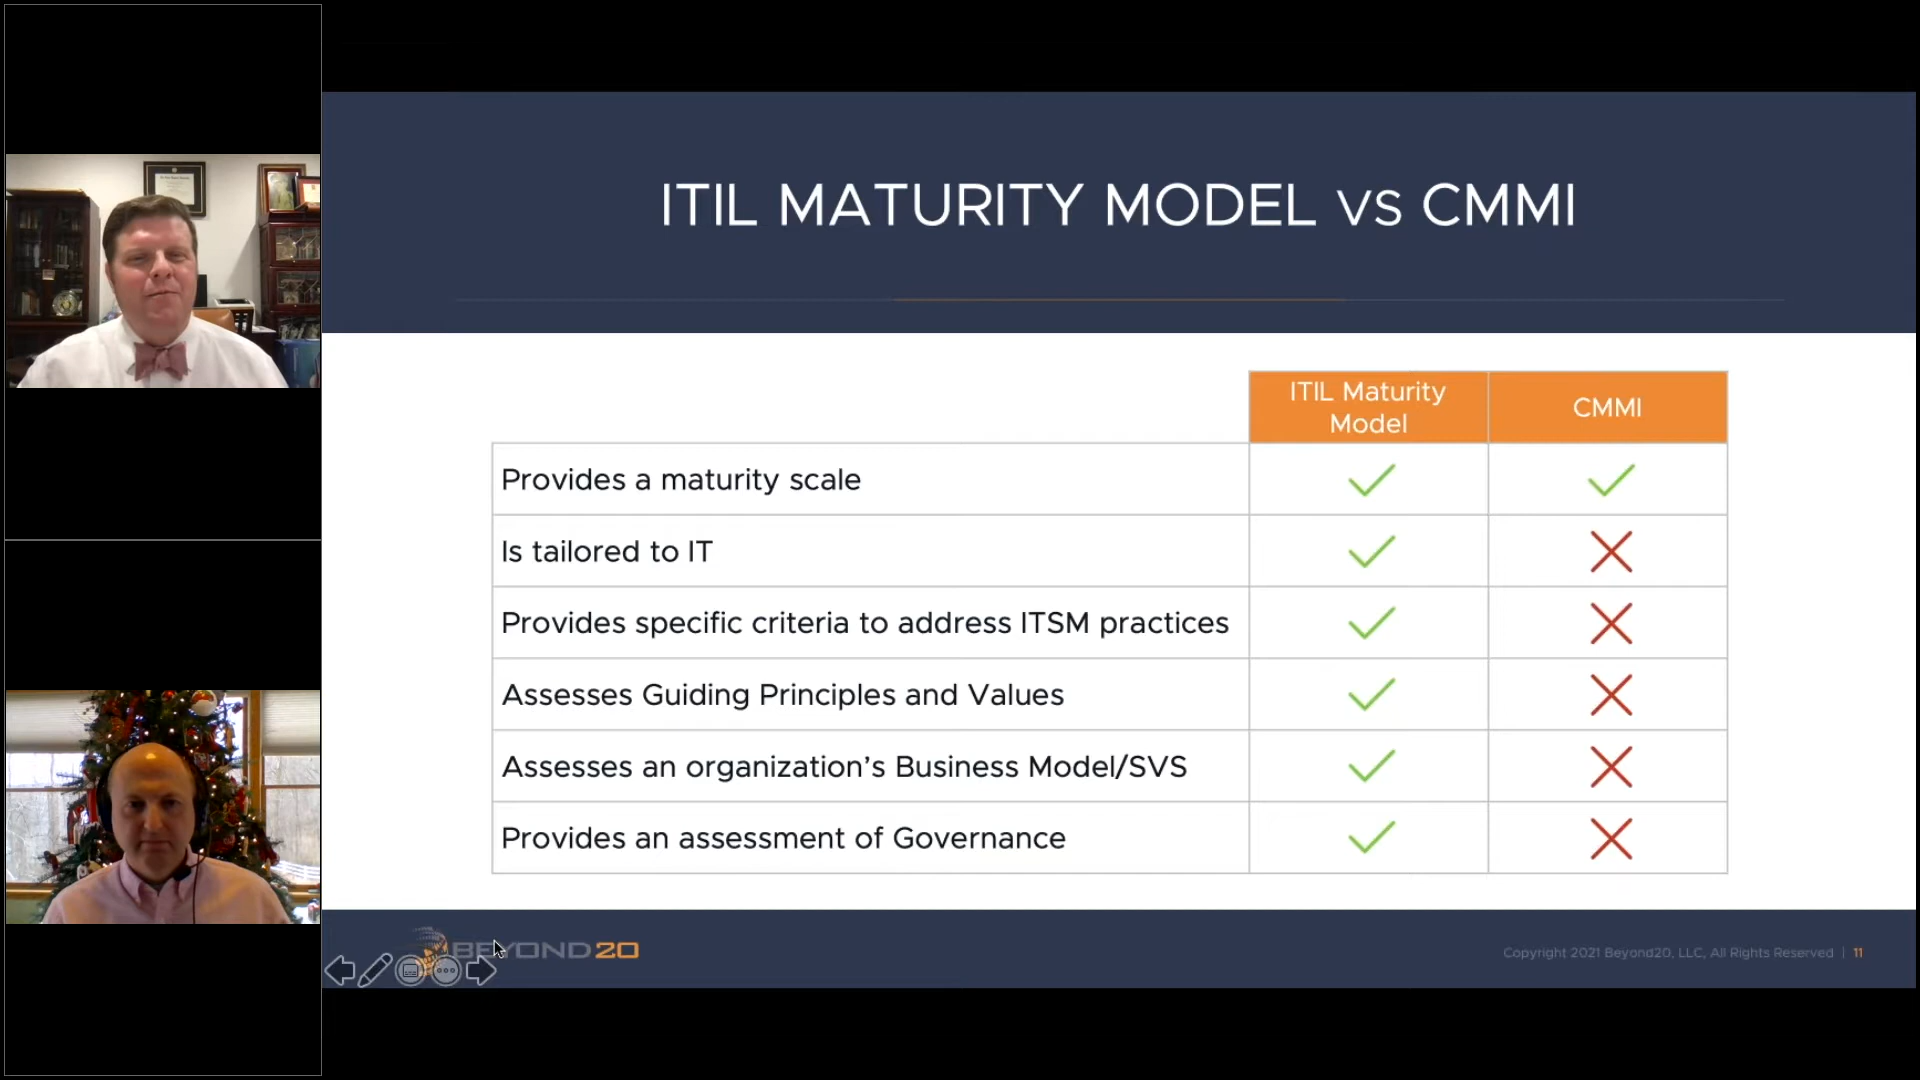 ITIL MATURITY MODEL VS CMMI
ITIL Maturity
Model
CMMI
Provides a maturity scale
Is tailored to IT
Provides specific criteria to address ITSM practices
Assesses Guiding Principles and Values
Assesses an organization’s Business Model/SVS
Provides an assessment of Governance
BEYOND20
Copyright 2021 Beyond20, LLC, All Rights Reserved | 11